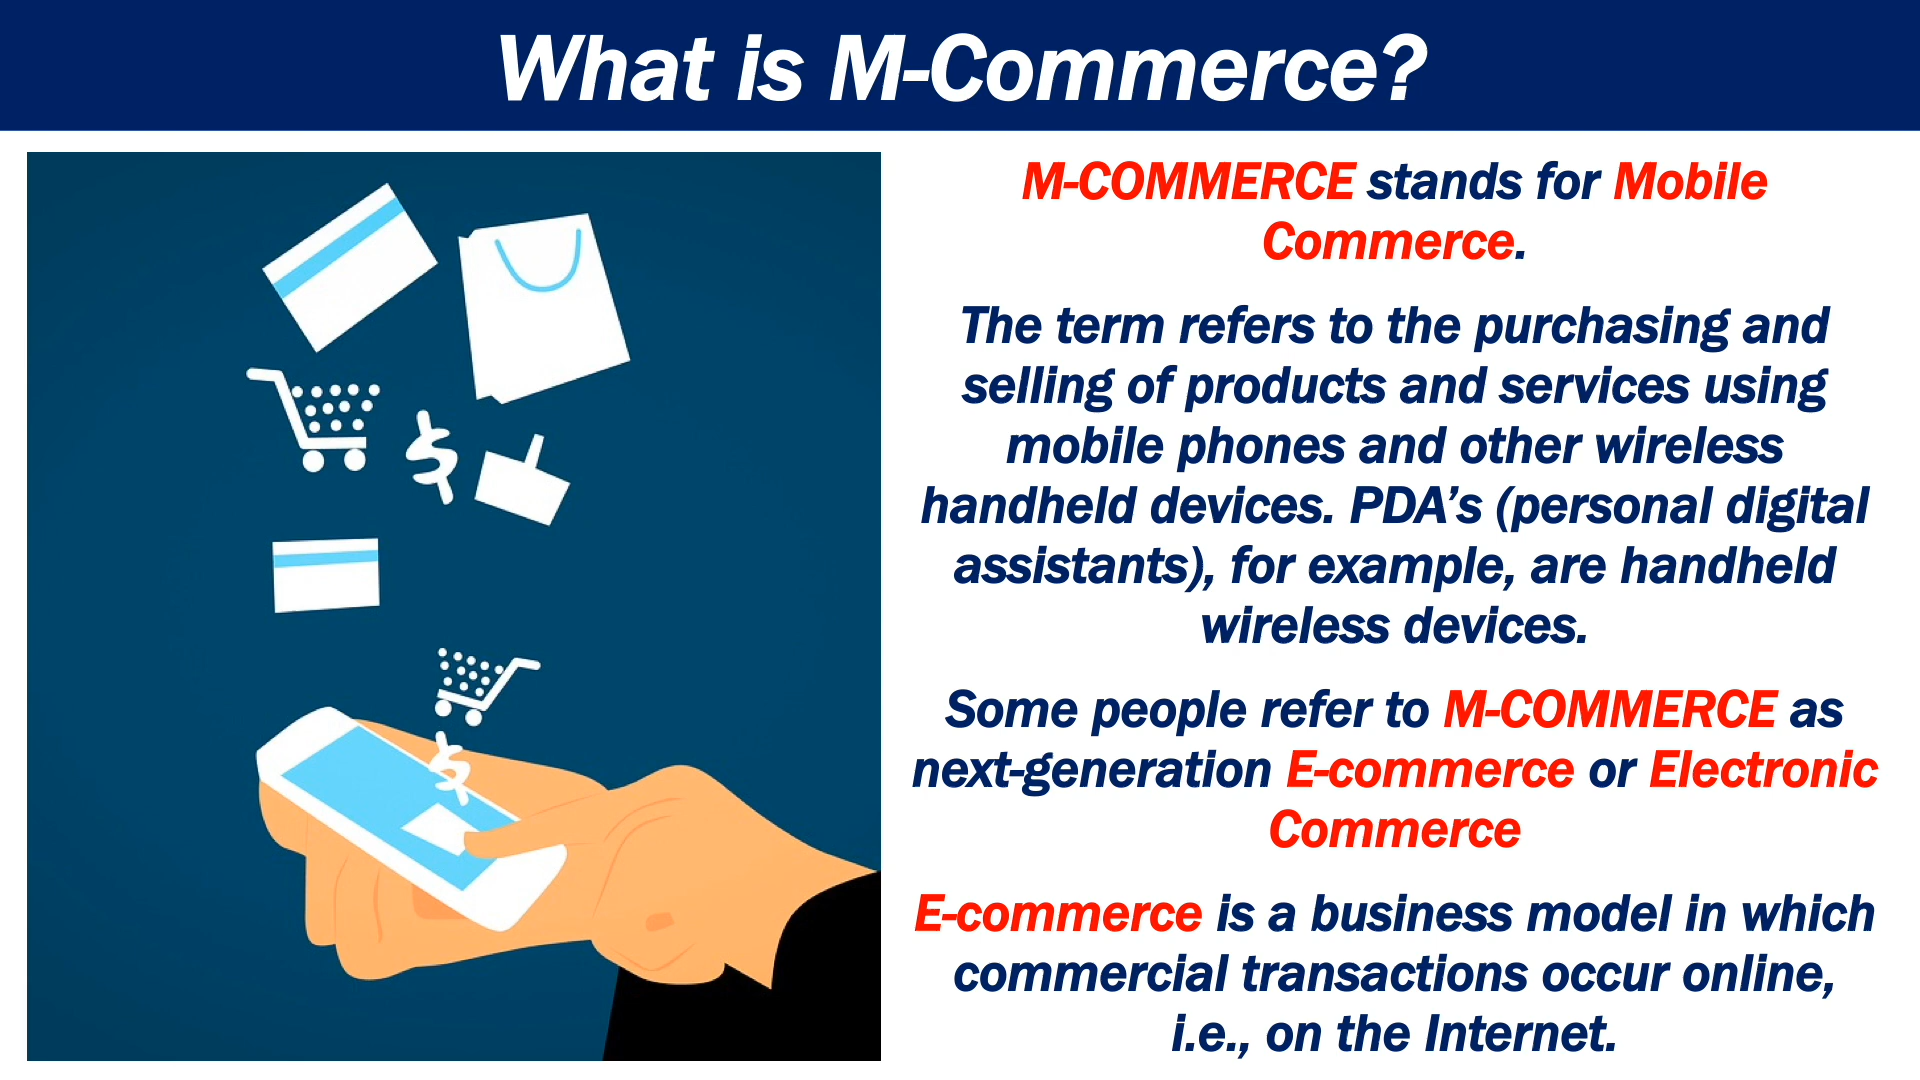 What is M-Commerce?
M-COMMERCE stands for Mobile
Commerce.
The term refers to the purchasing and
selling of products and services using
mobile phones and other wireless
handheld devices. PDA’s (personal digital
assistants), for example, are handheld
wireless devices.
Some people refer to M-COMMERCE as
next-generation E-commerce or Electronic
Commerce
E-commerce is a business model in which
commercial transactions occur online,
i.e., on the Internet.
$
$